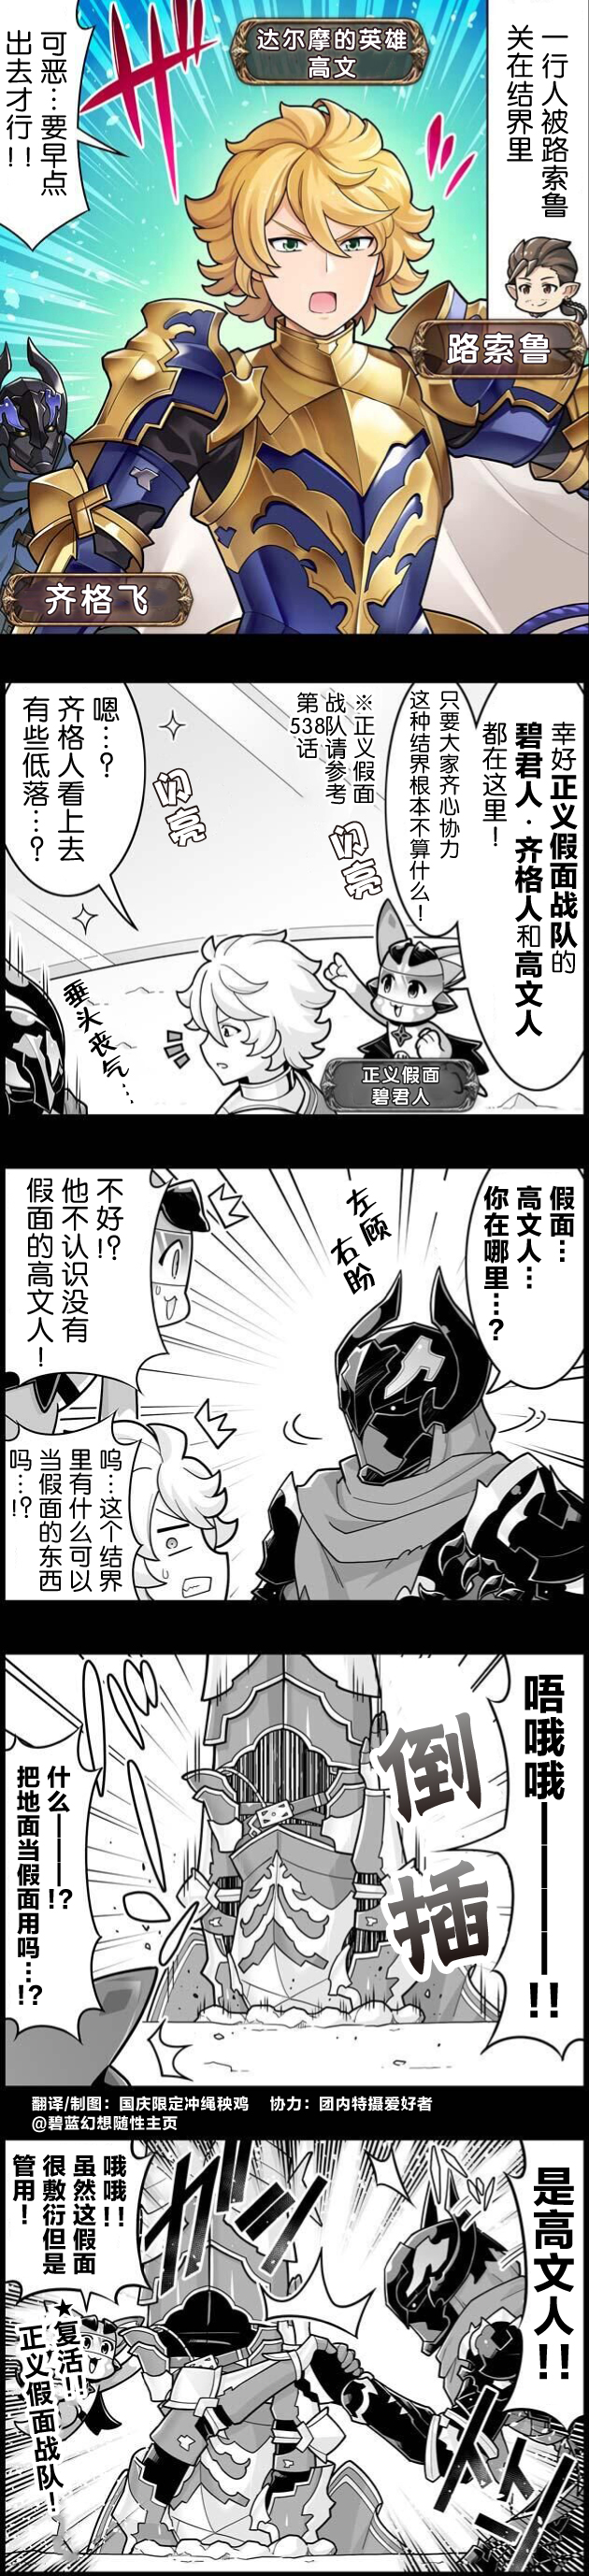 一行人被路索鲁
关在结界里
达尔摩的英雄
高文
可恶…要早点
出去才行!!
路索鲁
齐格飞
幸好正义假面战队的
碧君人·齐格人和高文人
都在这里!
只要大家齐心协力
这种结界根本不算什么!
※正义假面
战队请参考
第538话
闪亮
闪亮
嗯…?
齐格人看上去
有些低落…?
垂头丧气…
正义假面
碧君人
假面…
高文人…
你在哪里…?
左顾
右盼
不好!?
他不认识没有
假面的高文人!
呜…这个结界
里有什么可以
当假面的东西
吗…!?
唔哦哦————!!
倒插
什么———!?
把地面当假面用吗…!?
翻译/制图：国庆限定冲绳秧鸡 协力：团内特摄爱好者
@碧蓝幻想随性主页
是高文人!!
哦哦!!
虽然这假面
很敷衍但是
管用!
★复活!!
正义假面战队!